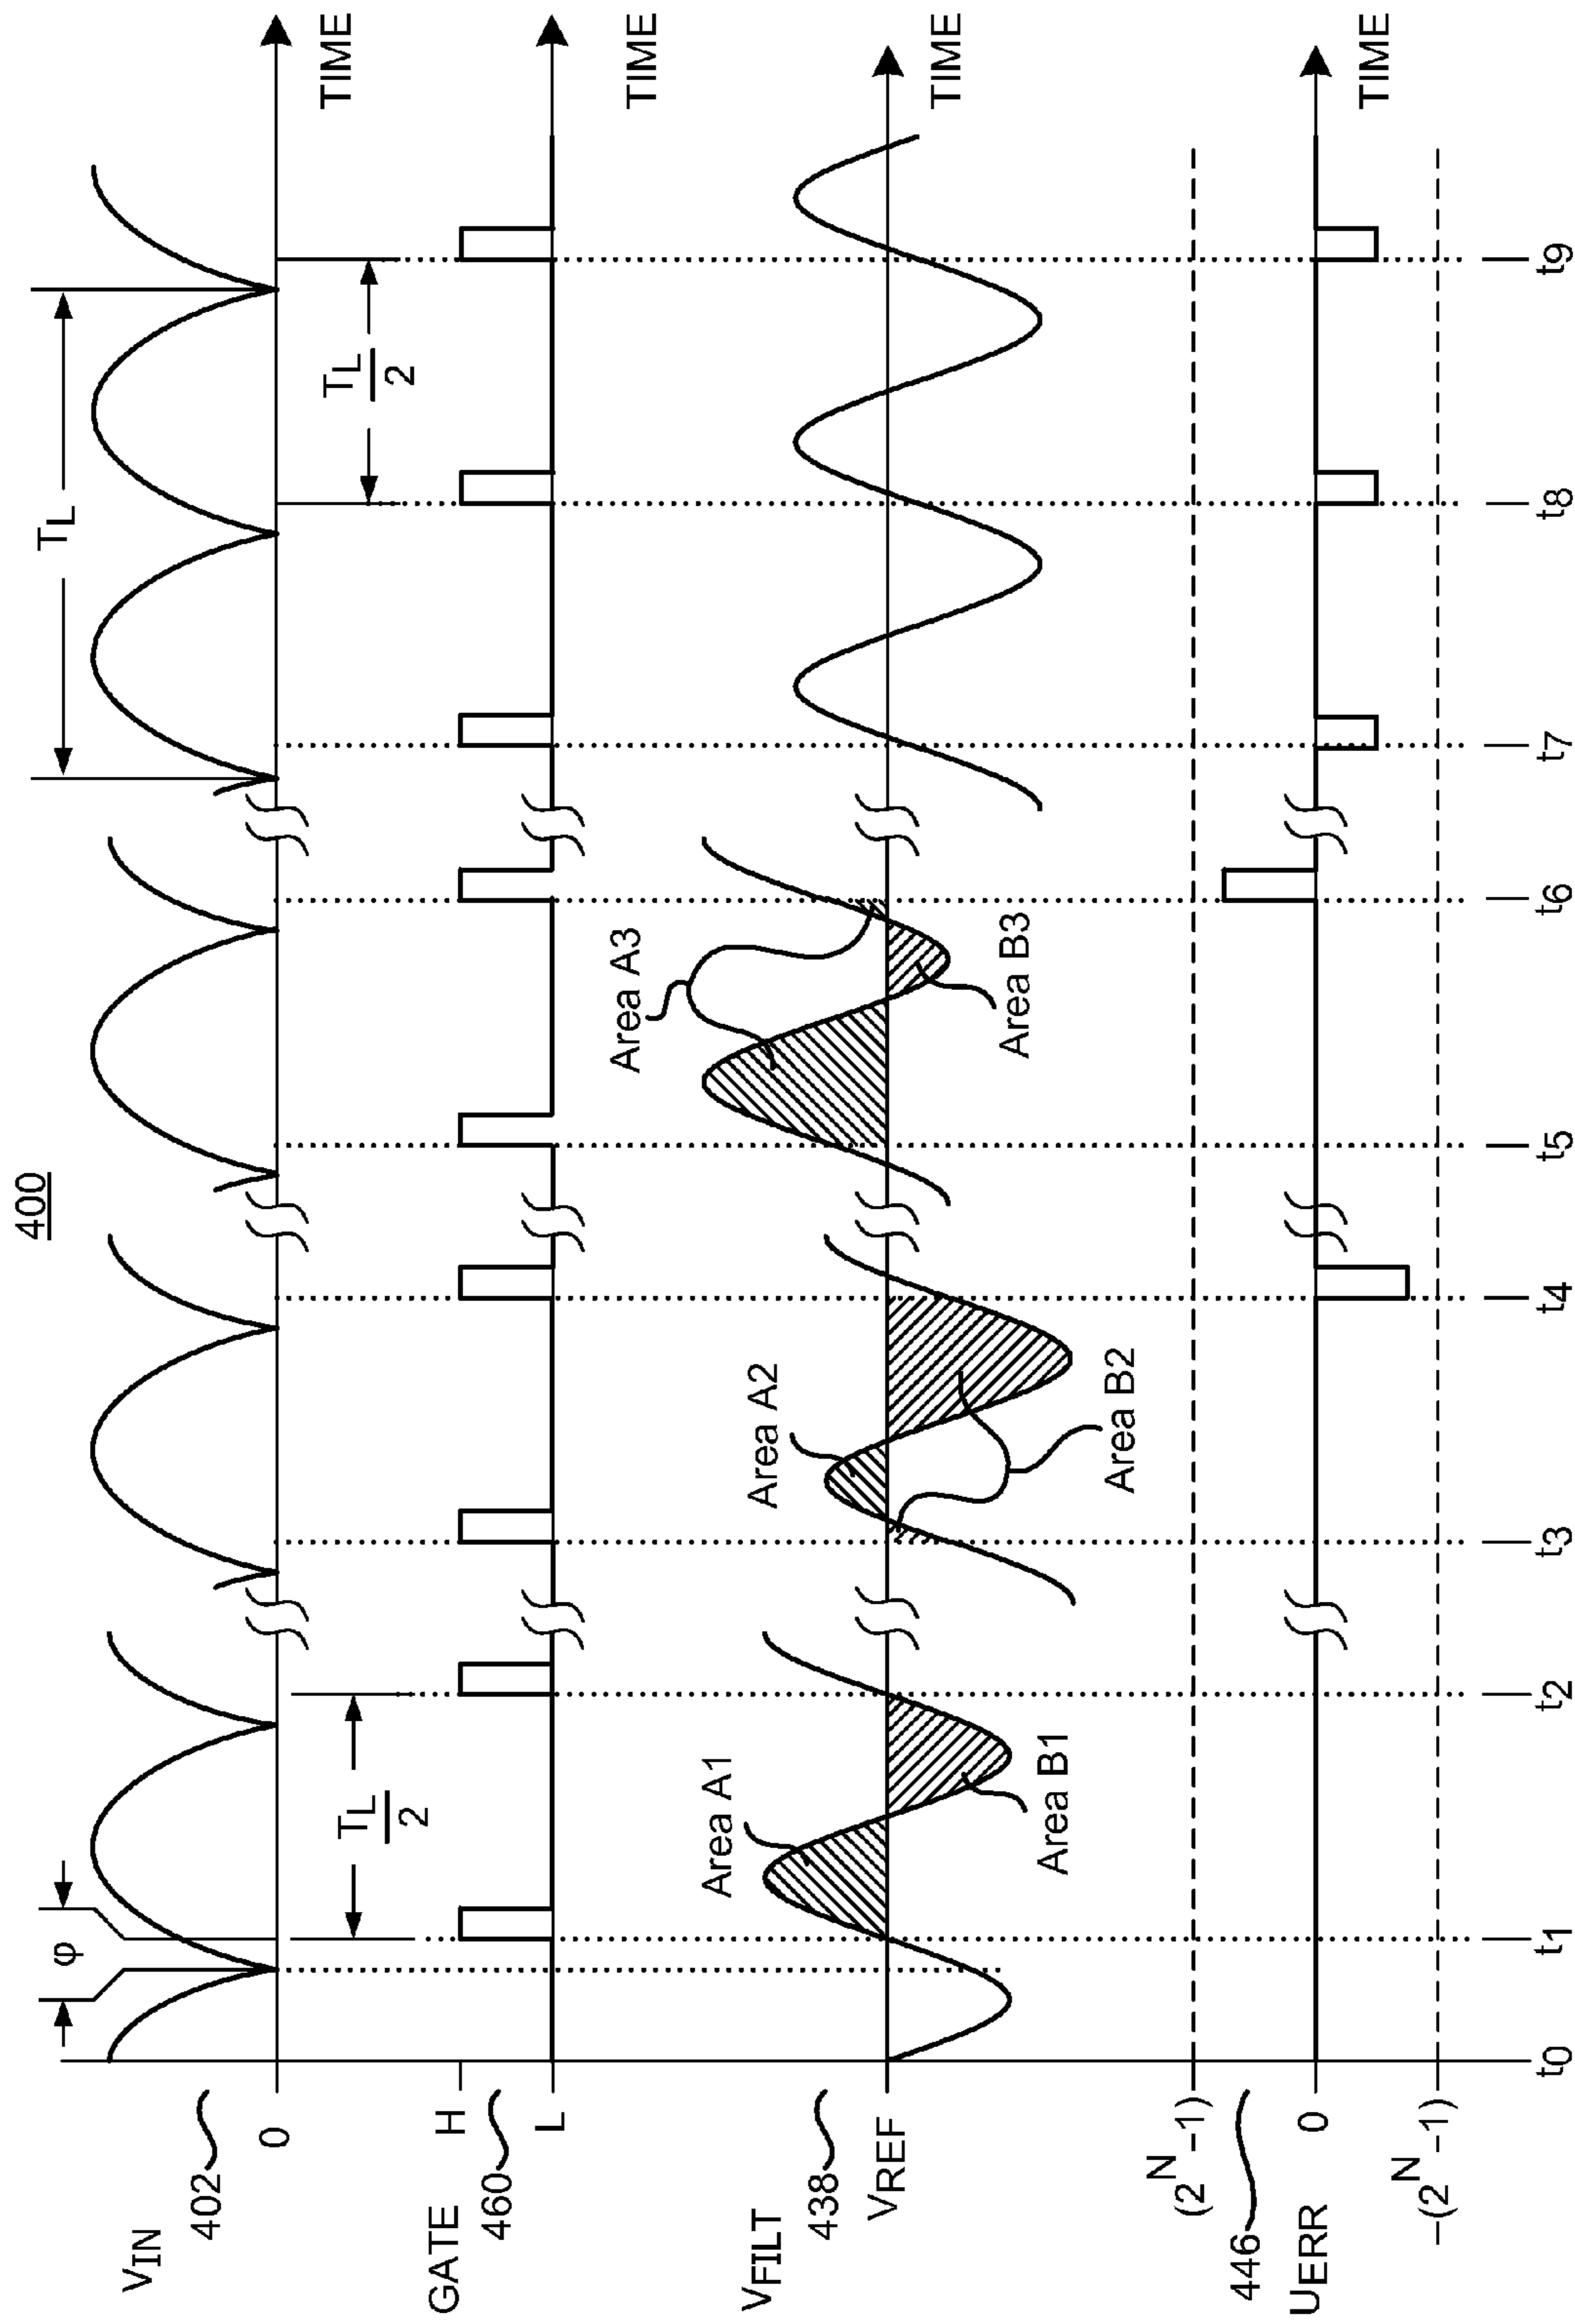 400
V_IN
402
0
φ
T_L
T_L/2
T_L/2
TIME
GATE
460
H
L
TIME
V_FILT
438
V_REF
Area A1
Area B1
Area A2
Area B2
Area A3
Area B3
TIME
U_ERR
446
(2^N –1)
0
–(2^N –1)
TIME
t0
t1
t2
t3
t4
t5
t6
t7
t8
t9